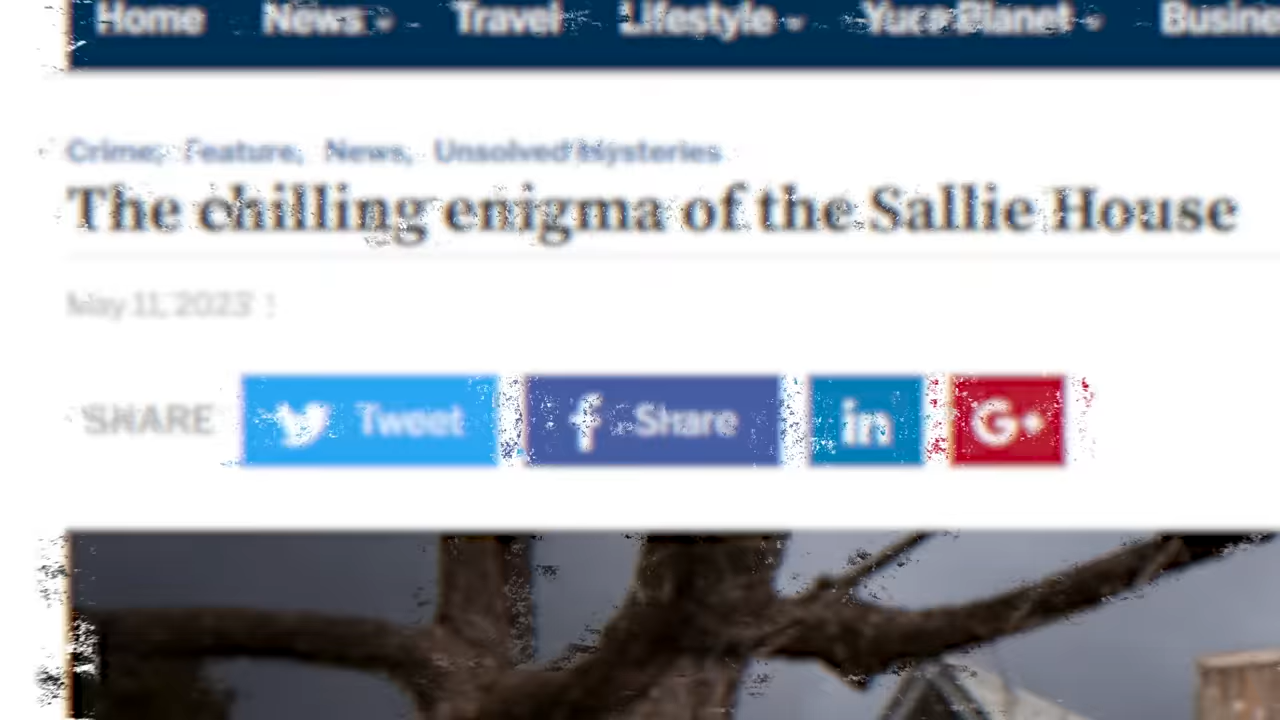 Home News Travel Lifestyle Yuca Planet Busine
Crime, Feature, News, Unsolved Mysteries
The chilling enigma of the Sallie House
May 11, 2023
SHARE Tweet Share in G+